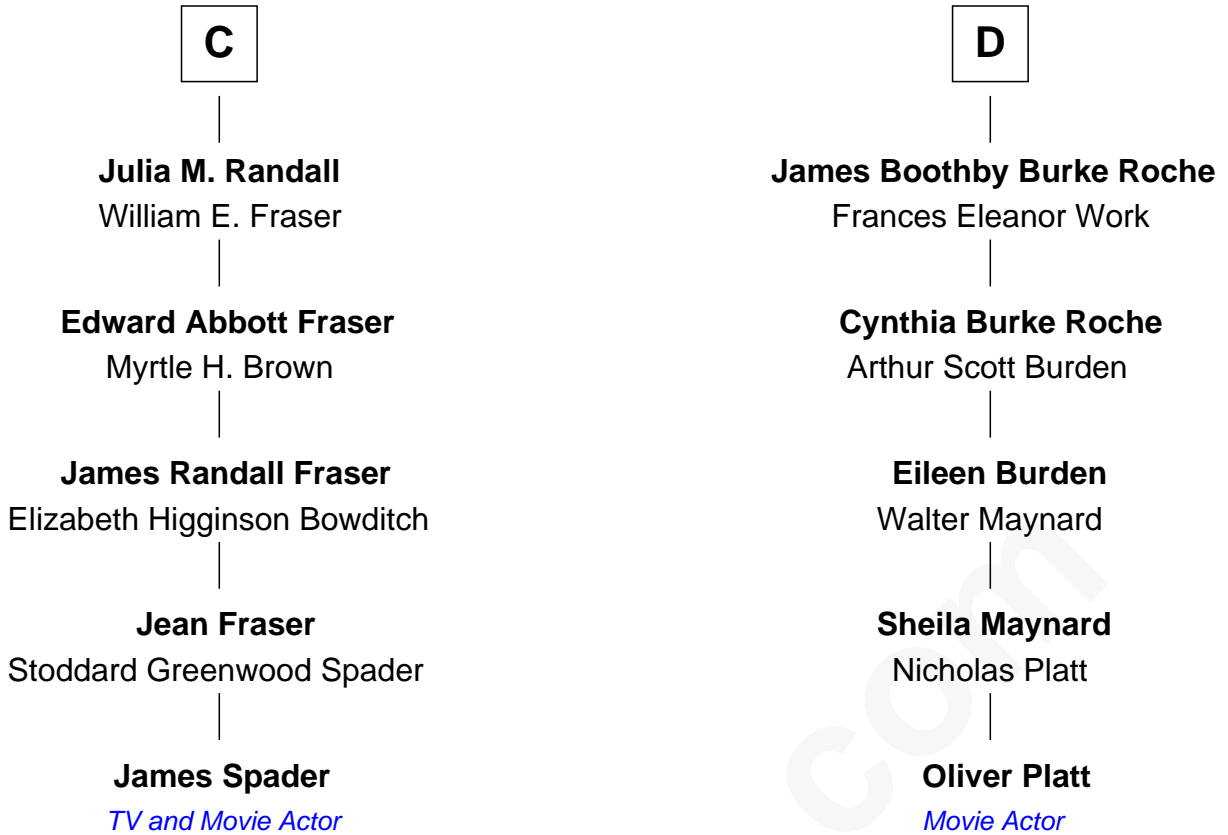 C
Julia M. Randall
William E. Fraser
Edward Abbott Fraser
Myrtle H. Brown
James Randall Fraser
Elizabeth Higginson Bowditch
Jean Fraser
Stoddard Greenwood Spader
James Spader
TV and Movie Actor
D
James Boothby Burke Roche
Frances Eleanor Work
Cynthia Burke Roche
Arthur Scott Burden
Eileen Burden
Walter Maynard
Sheila Maynard
Nicholas Platt
Oliver Platt
Movie Actor
com